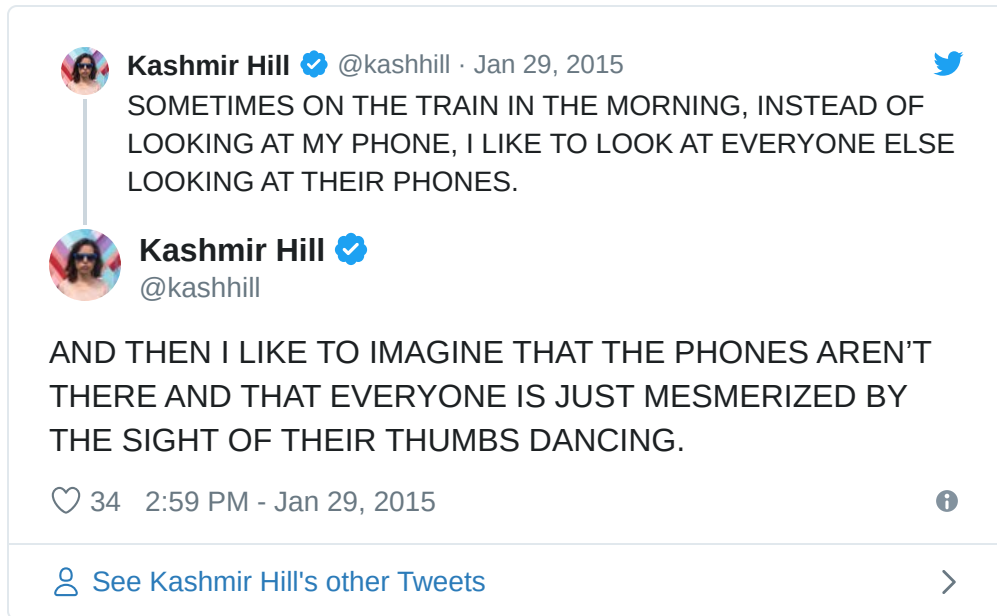 Kashmir Hill @kashhill · Jan 29, 2015
SOMETIMES ON THE TRAIN IN THE MORNING, INSTEAD OF
LOOKING AT MY PHONE, I LIKE TO LOOK AT EVERYONE ELSE
LOOKING AT THEIR PHONES.
Kashmir Hill
@kashhill
AND THEN I LIKE TO IMAGINE THAT THE PHONES AREN’T
THERE AND THAT EVERYONE IS JUST MESMERIZED BY
THE SIGHT OF THEIR THUMBS DANCING.
34 2:59 PM - Jan 29, 2015
See Kashmir Hill's other Tweets